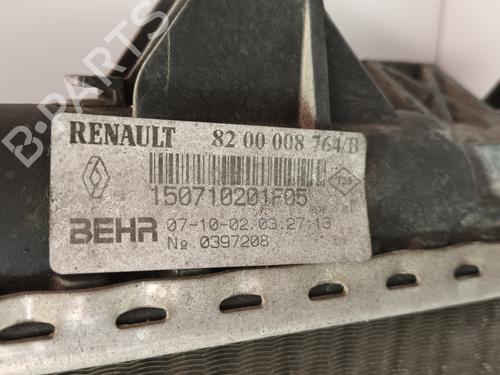 RENAULT 82 00 008 764/B
150710201F05
BEHR 07-10-02 03:27:13
No 0397208
B-PARTS